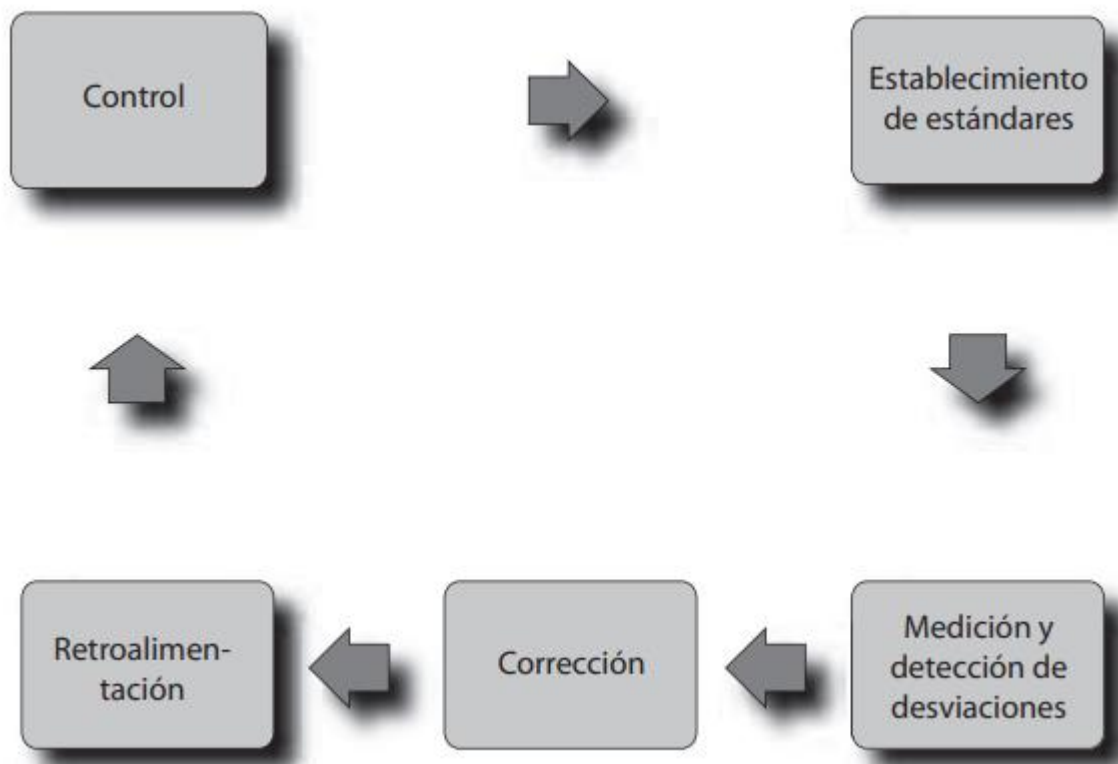 Control
Establecimiento
de estándares
Retroalimen-
tación
Corrección
Medición y
detección de
desviaciones